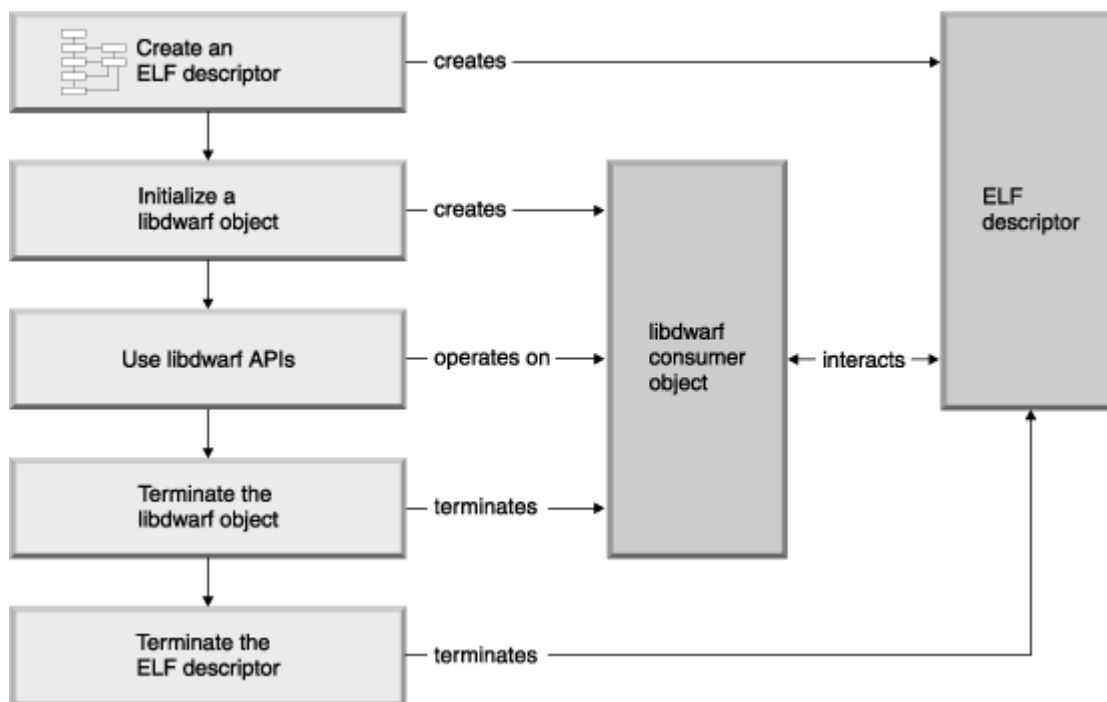 Create an
ELF descriptor
creates
Initialize a
libdwarf object
creates
ELF
descriptor
Use libdwarf APIs
operates on
libdwarf
consumer
object
interacts
Terminate the
libdwarf object
terminates
Terminate the
ELF descriptor
terminates